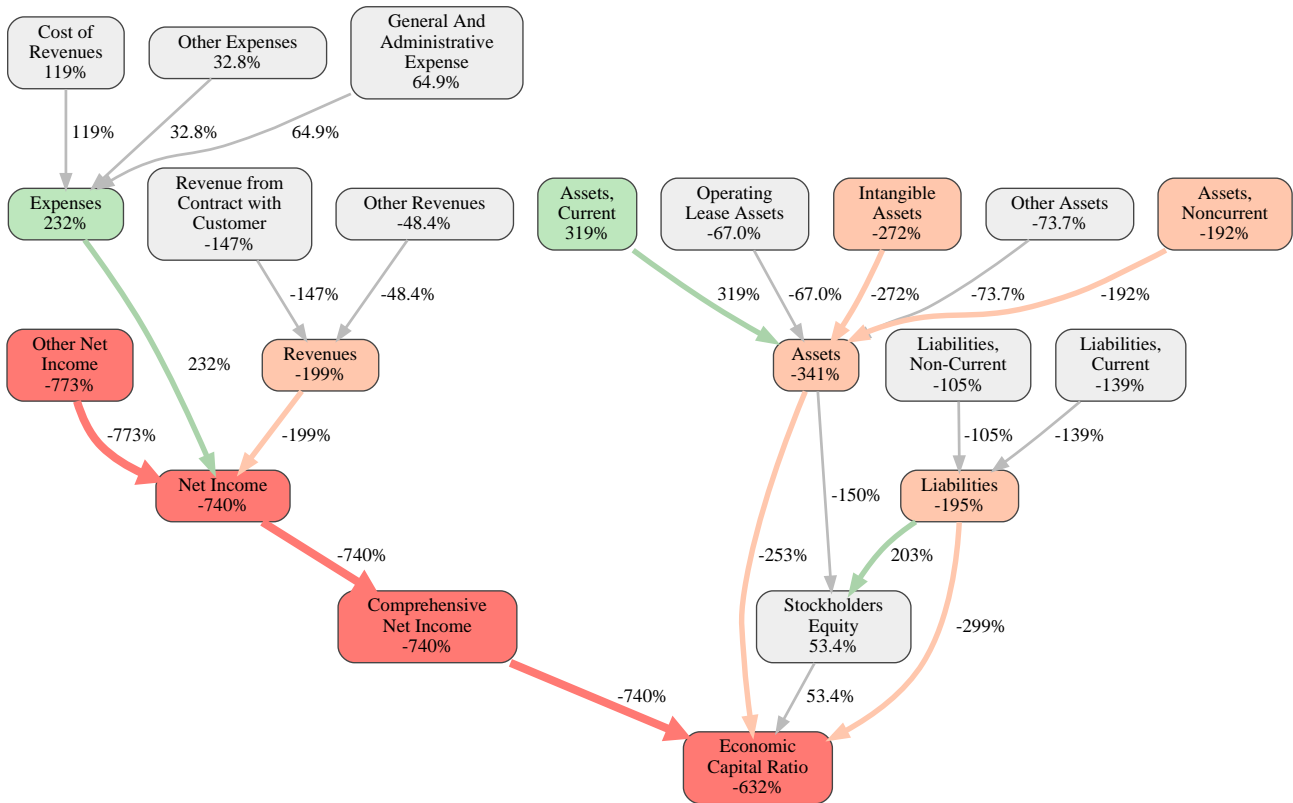 Cost of
Revenues
119%
Other Expenses
32.8%
General And
Administrative
Expense
64.9%
119%
32.8%
64.9%
Expenses
232%
Revenue from
Contract with
Customer
-147%
Other Revenues
-48.4%
Assets,
Current
319%
Operating
Lease Assets
-67.0%
Intangible
Assets
-272%
Other Assets
-73.7%
Assets,
Noncurrent
-192%
-147%
-48.4%
319%
-67.0%
-272%
-73.7%
-192%
Other Net
Income
-773%
232%
Revenues
-199%
Assets
-341%
Liabilities,
Non-Current
-105%
Liabilities,
Current
-139%
-773%
-199%
-105%
-139%
Net Income
-740%
-150%
Liabilities
-195%
-740%
-253%
203%
Comprehensive
Net Income
-740%
Stockholders
Equity
53.4%
-299%
-740%
53.4%
Economic
Capital Ratio
-632%